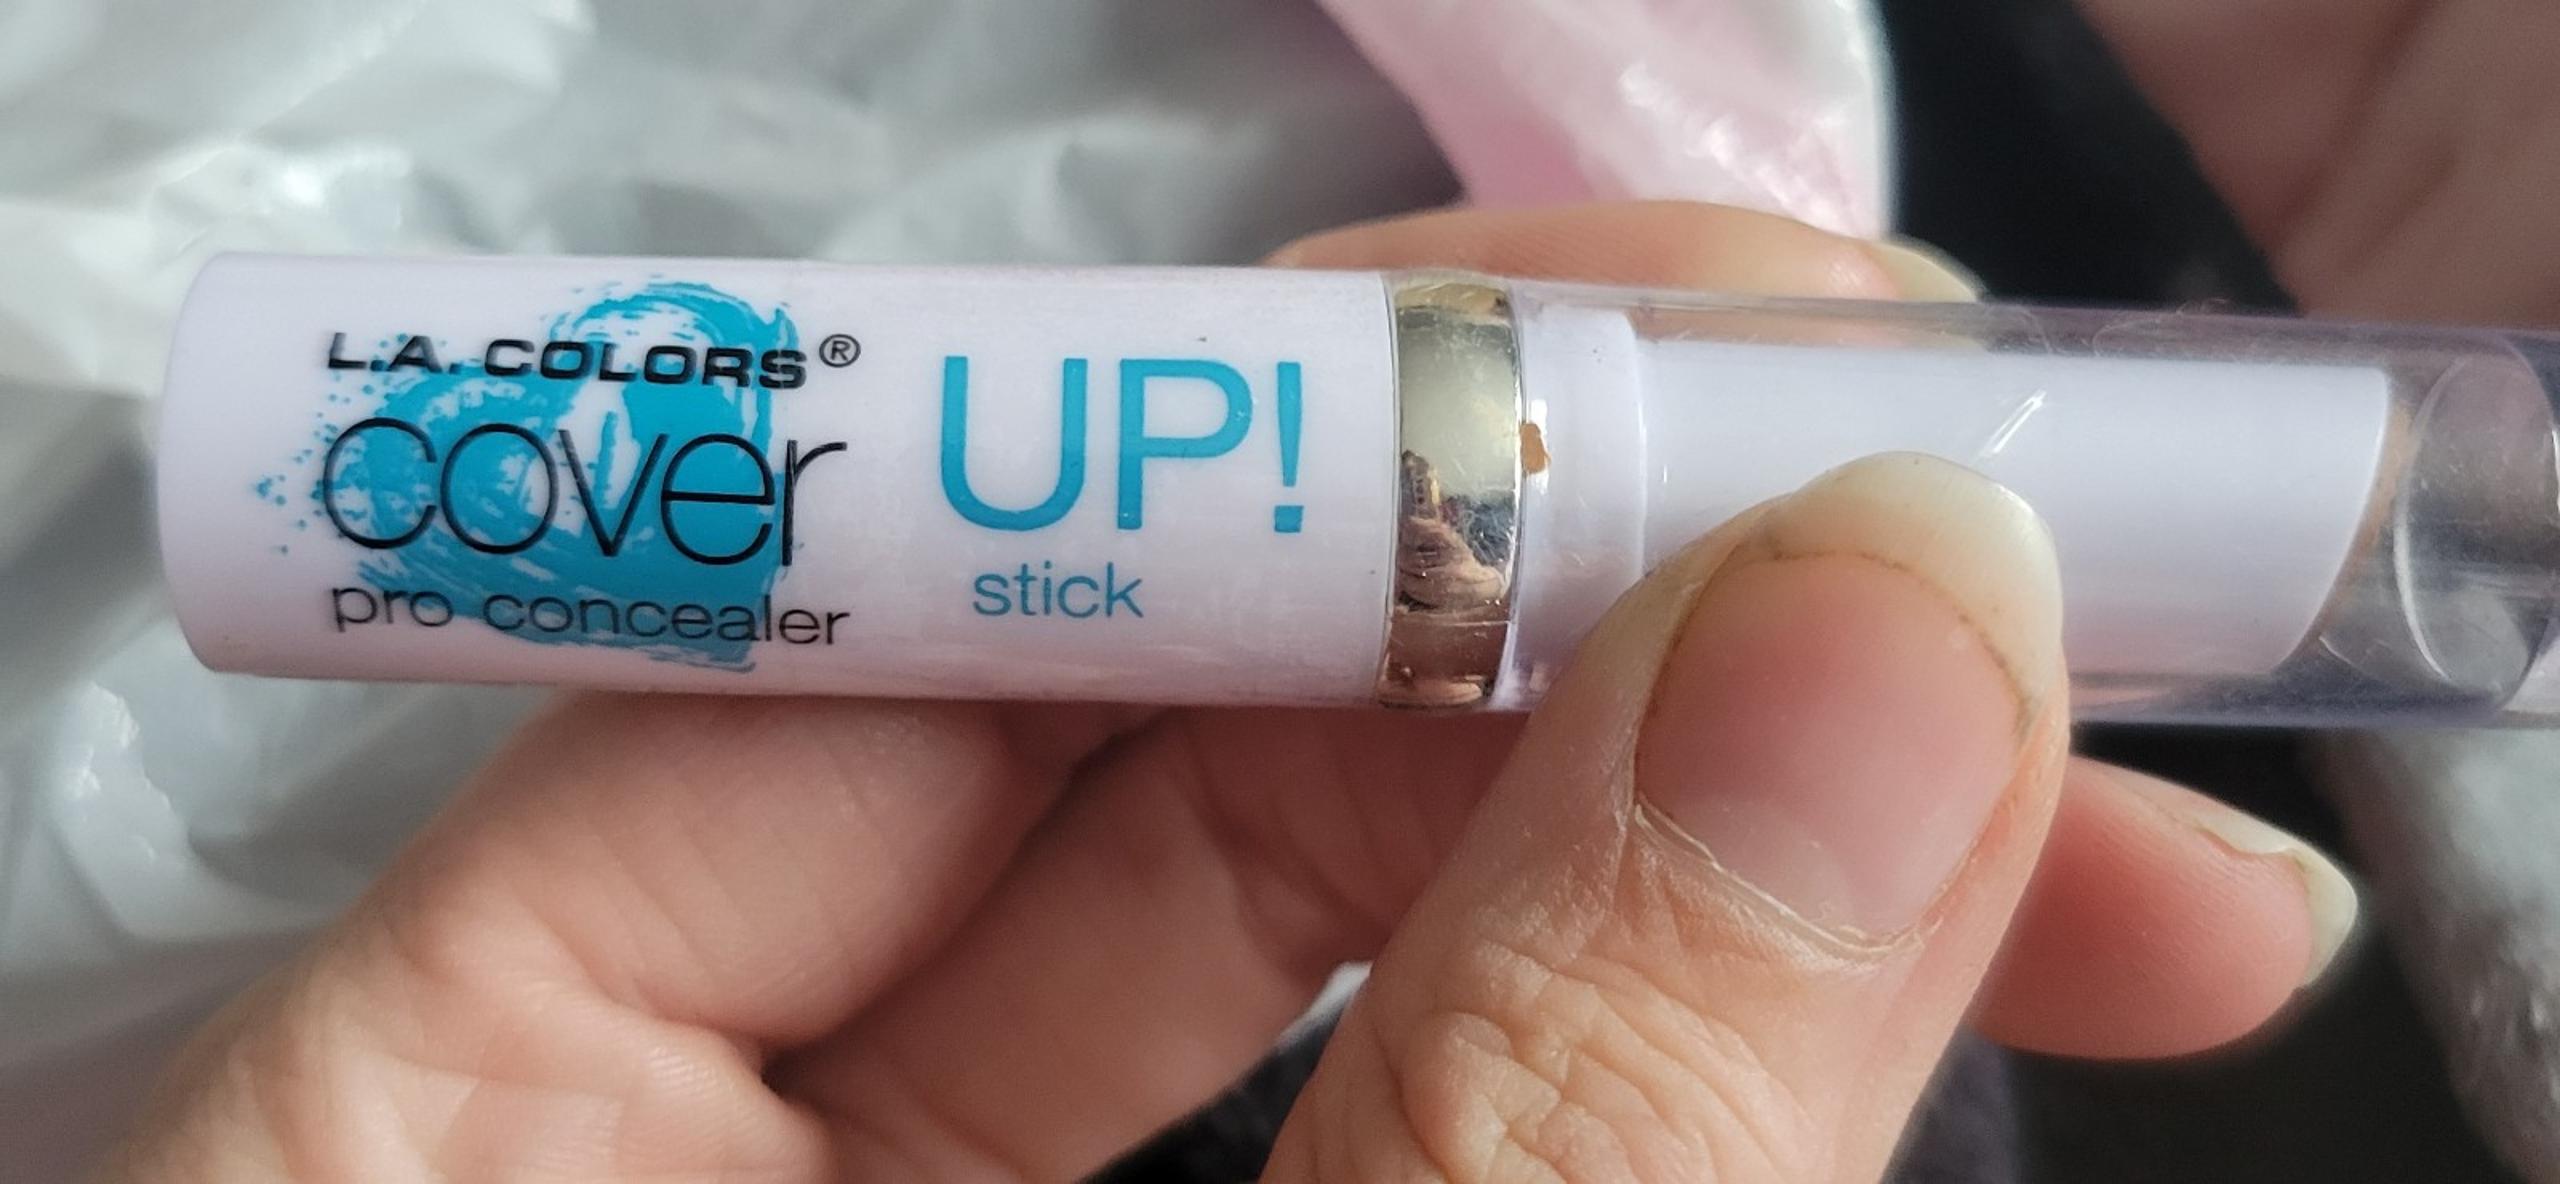 L.A. COLORS®
cover UP!
pro concealer stick